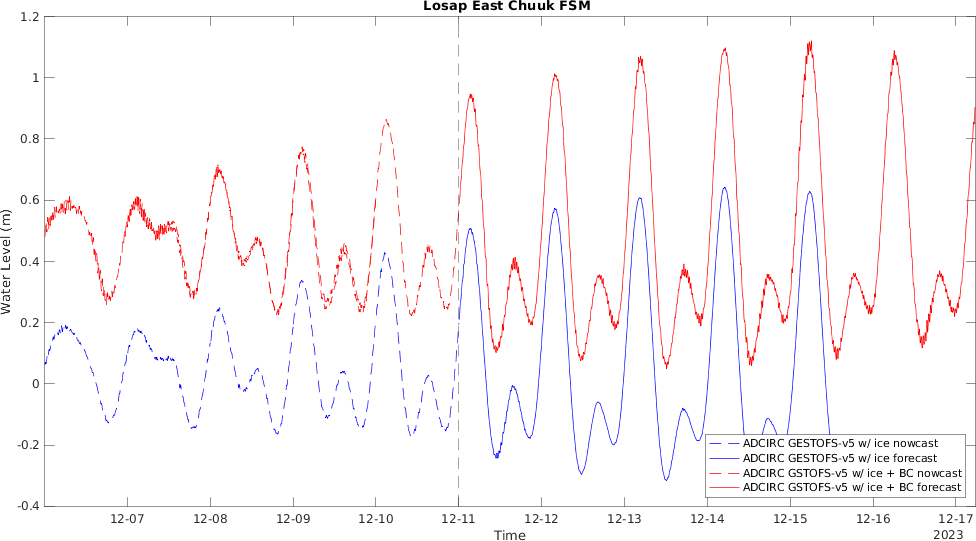 Losap East Chuuk FSM
1.2
1
0.8
0.6
0.4
0.2
0
-0.2
-0.4
Water Level (m)
ADCIRC GESTOFS-v5 w/ ice nowcast
ADCIRC GESTOFS-v5 w/ ice forecast
ADCIRC GSTOFS-v5 w/ ice + BC nowcast
ADCIRC GSTOFS-v5 w/ ice + BC forecast
12-07 12-08 12-09 12-10 12-11 12-12 12-13 12-14 12-15 12-16 12-17
Time 2023